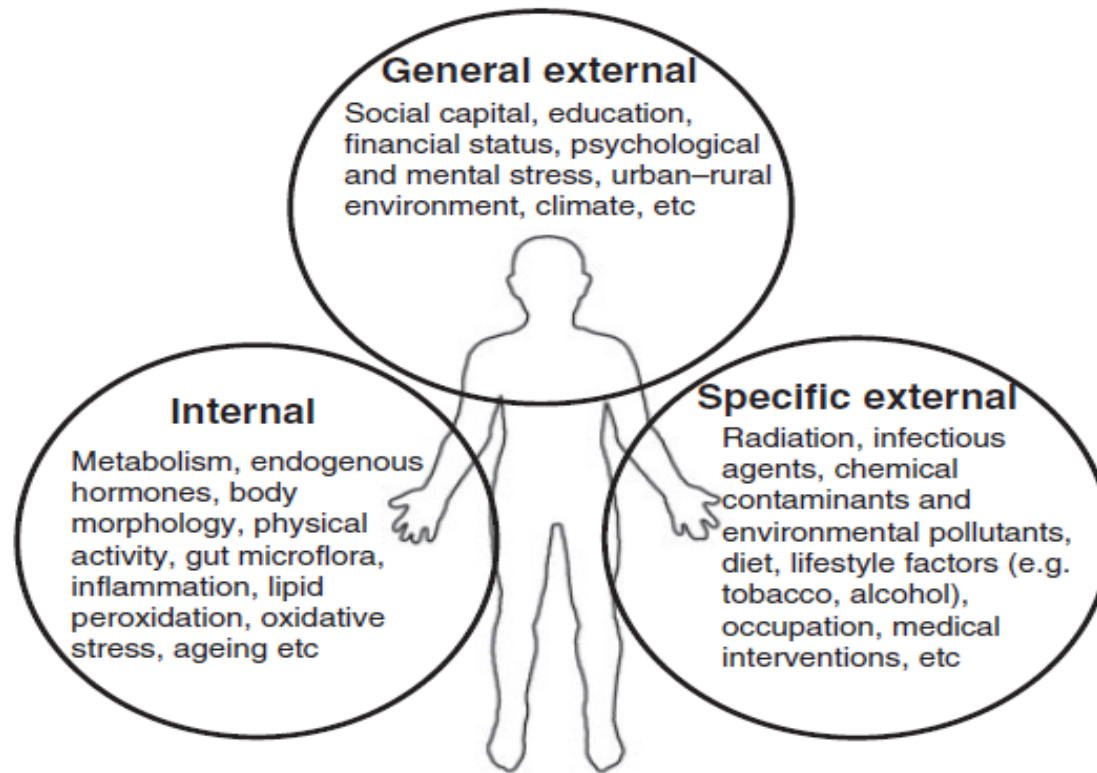 General external
Social capital, education,
financial status, psychological
and mental stress, urban–rural
environment, climate, etc
Internal
Metabolism, endogenous
hormones, body
morphology, physical
activity, gut microflora,
inflammation, lipid
peroxidation, oxidative
stress, ageing etc
Specific external
Radiation, infectious
agents, chemical
contaminants and
environmental pollutants,
diet, lifestyle factors (e.g.
tobacco, alcohol),
occupation, medical
interventions, etc